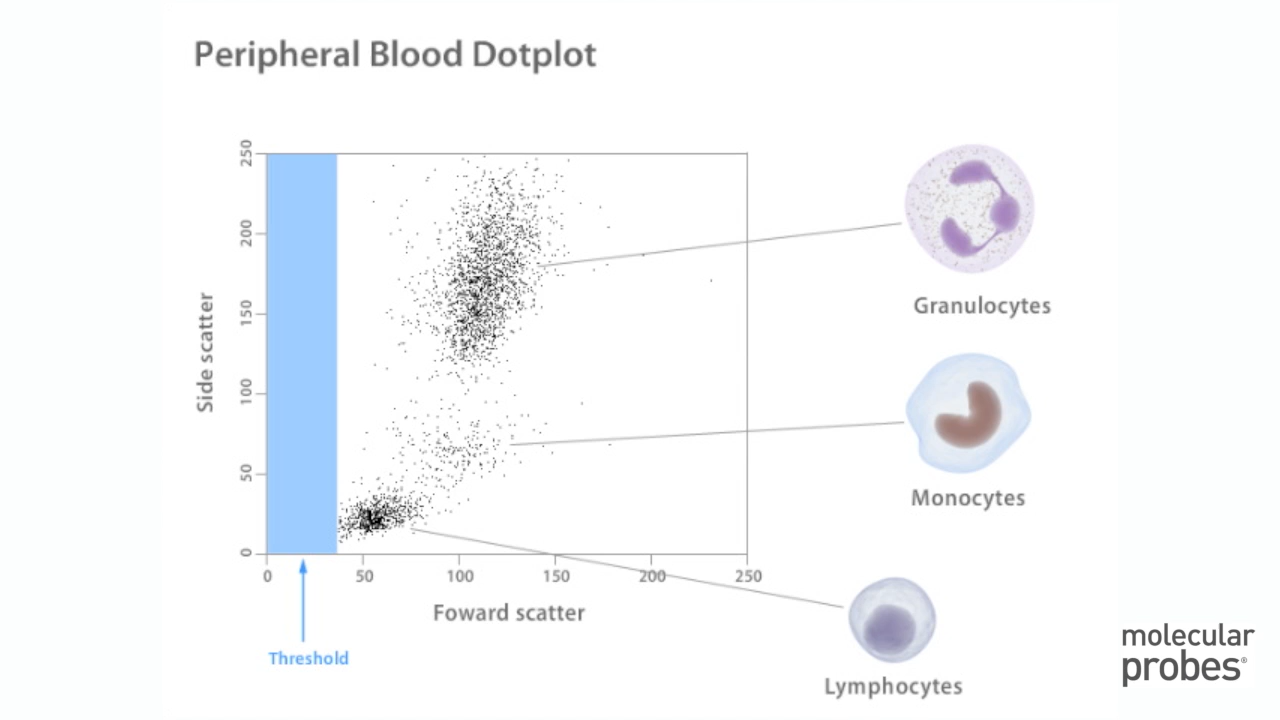 Peripheral Blood Dotplot
250
200
150
100
50
0
Side scatter
0 50 100 150 200 250
Foward scatter
Threshold
Granulocytes
Monocytes
Lymphocytes
molecular
probes®